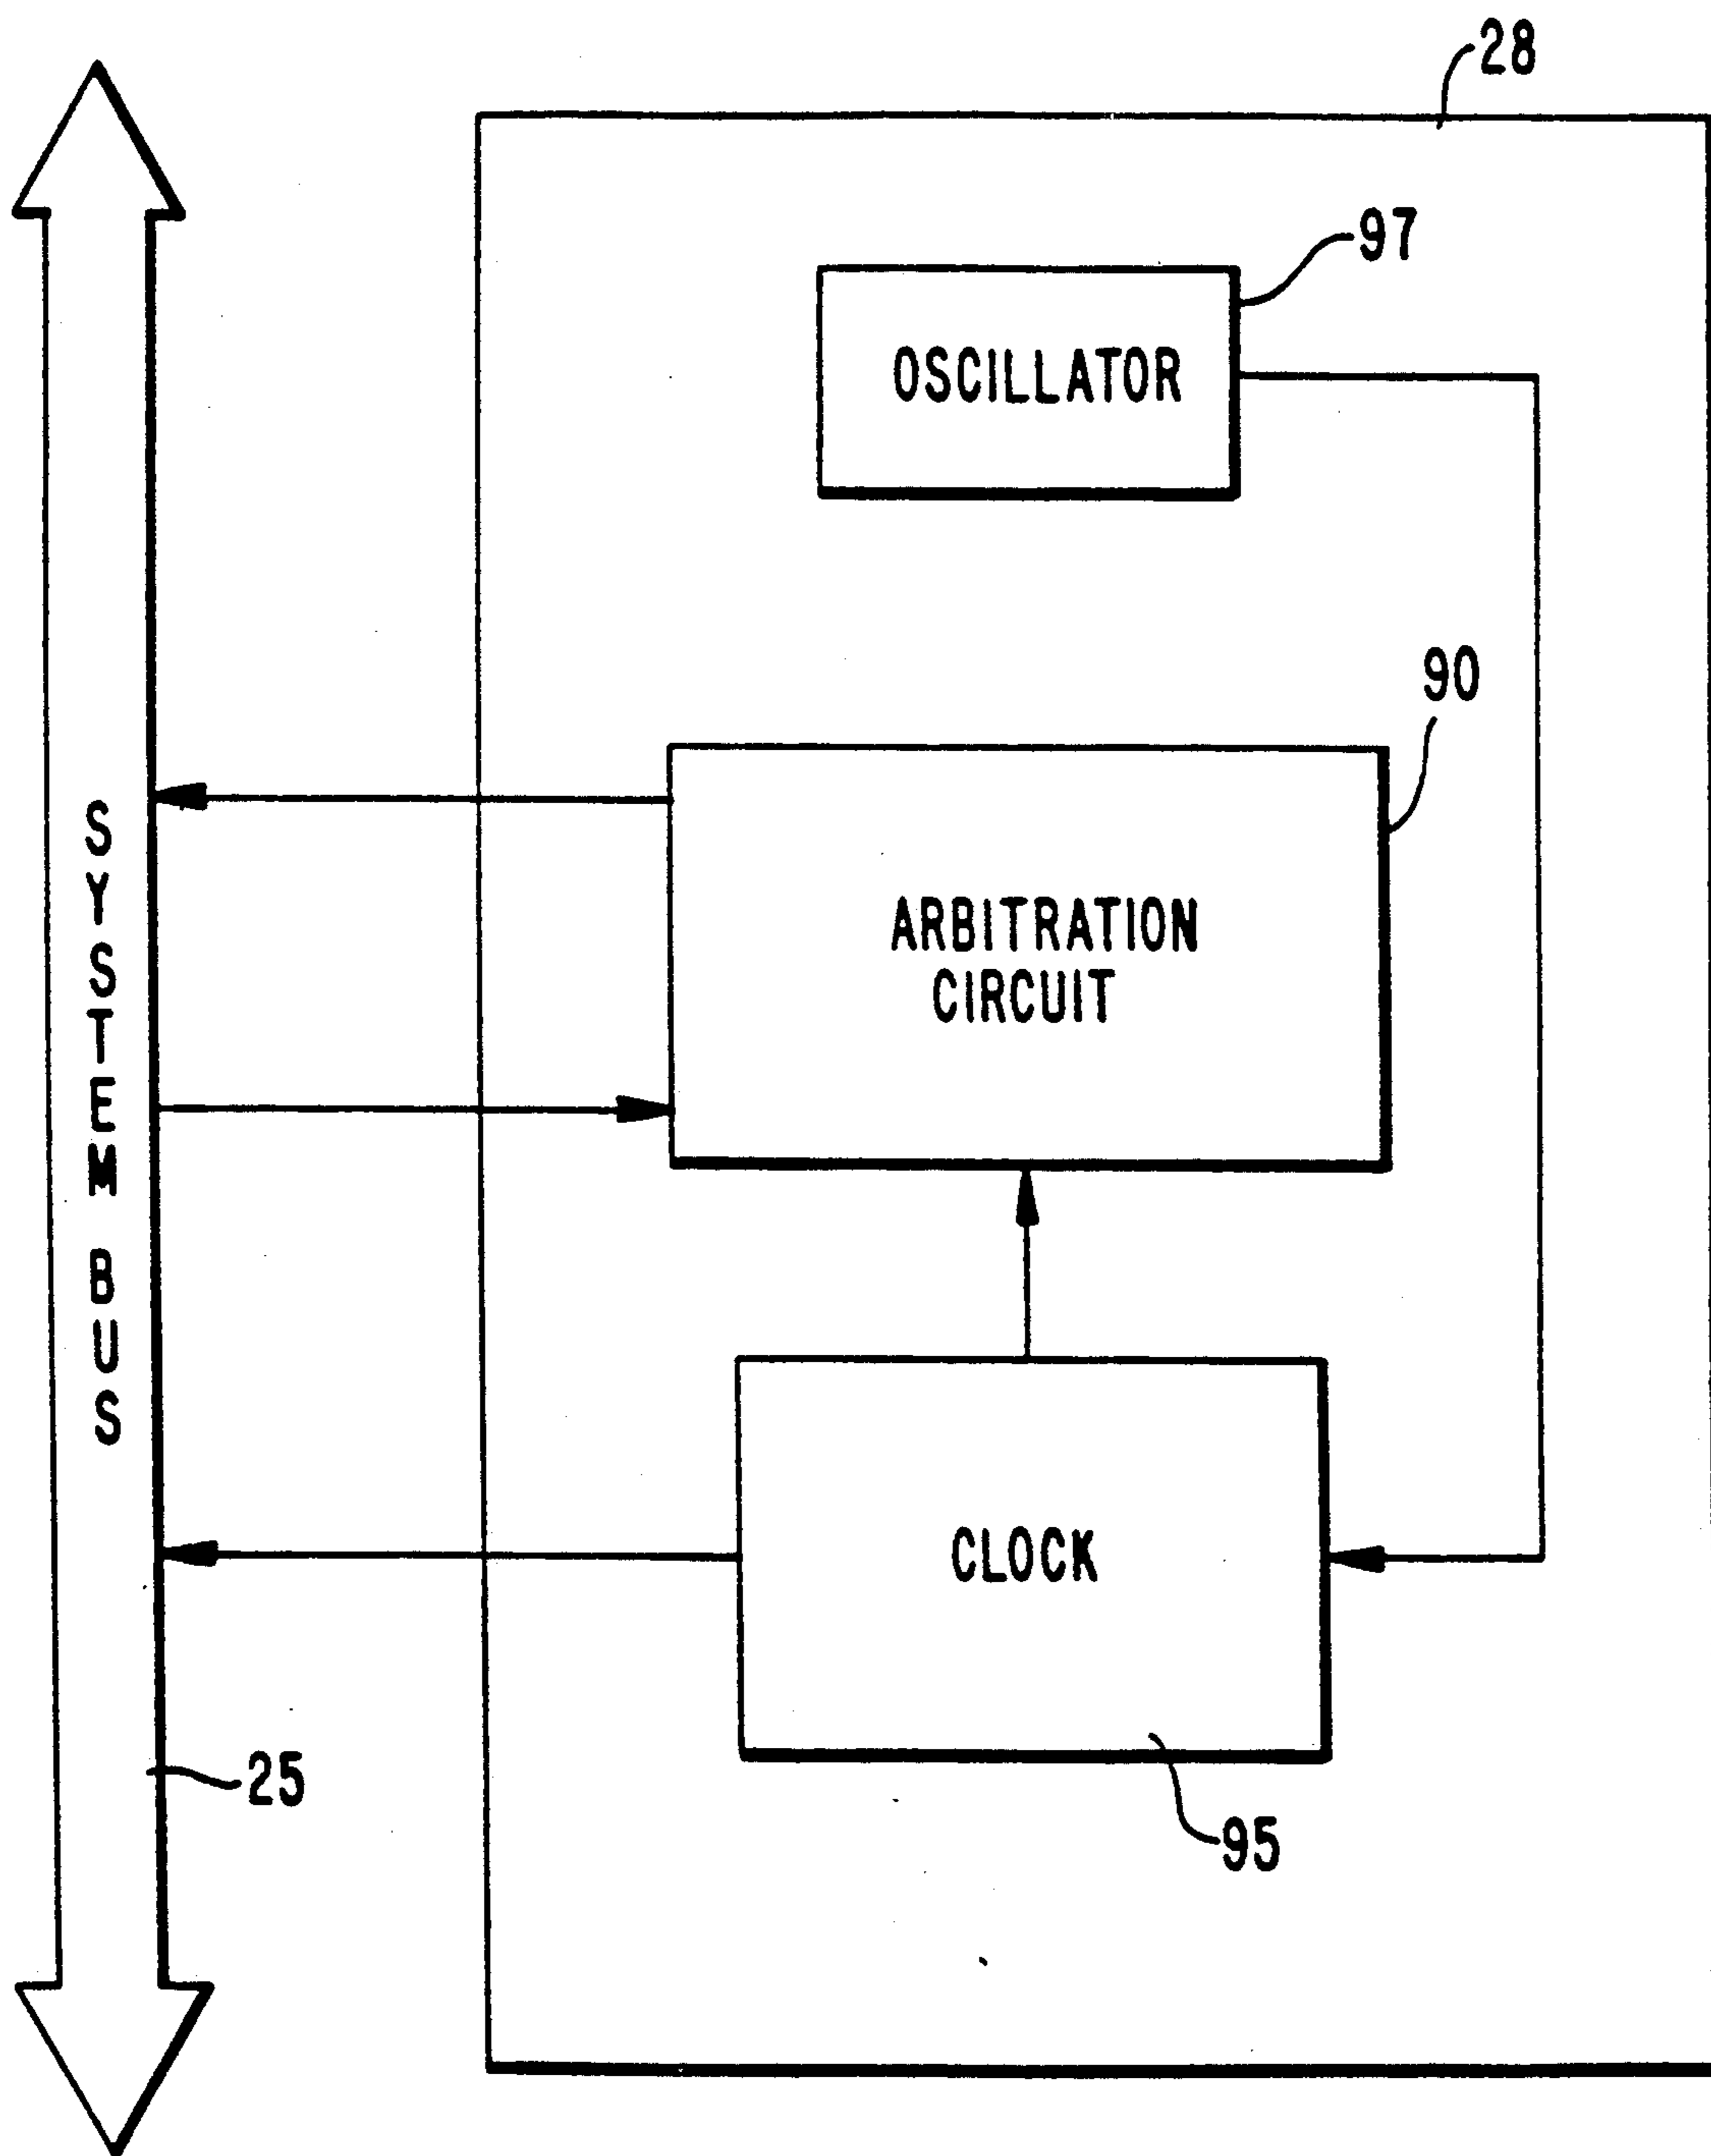 28
97
OSCILLATOR
90
ARBITRATION
CIRCUIT
SYSTEM BUS
CLOCK
25
95